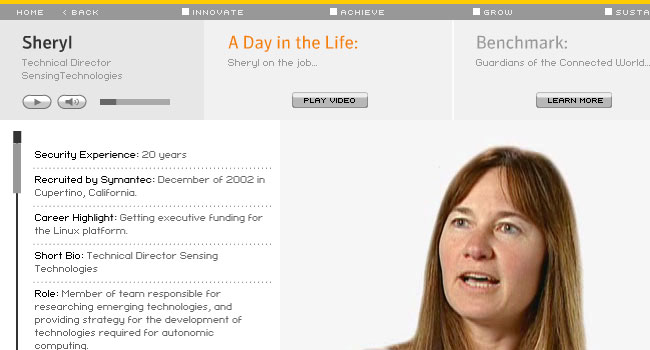 HOME < BACK INNOVATE ACHIEVE GROW
Sheryl
Technical Director
SensingTechnologies
A Day in the Life:
Sheryl on the job...
PLAY VIDEO
Benchmark:
Guardians of the Connected World...
LEARN MORE
Security Experience: 20 years
Recruited by Symantec: December of 2002 in
Cupertino, California.
Career Highlight: Getting executive funding for
the Linux platform.
Short Bio: Technical Director Sensing
Technologies
Role: Member of team responsible for
researching emerging technologies, and
providing strategy for the development of
technologies required for autonomic
computing.